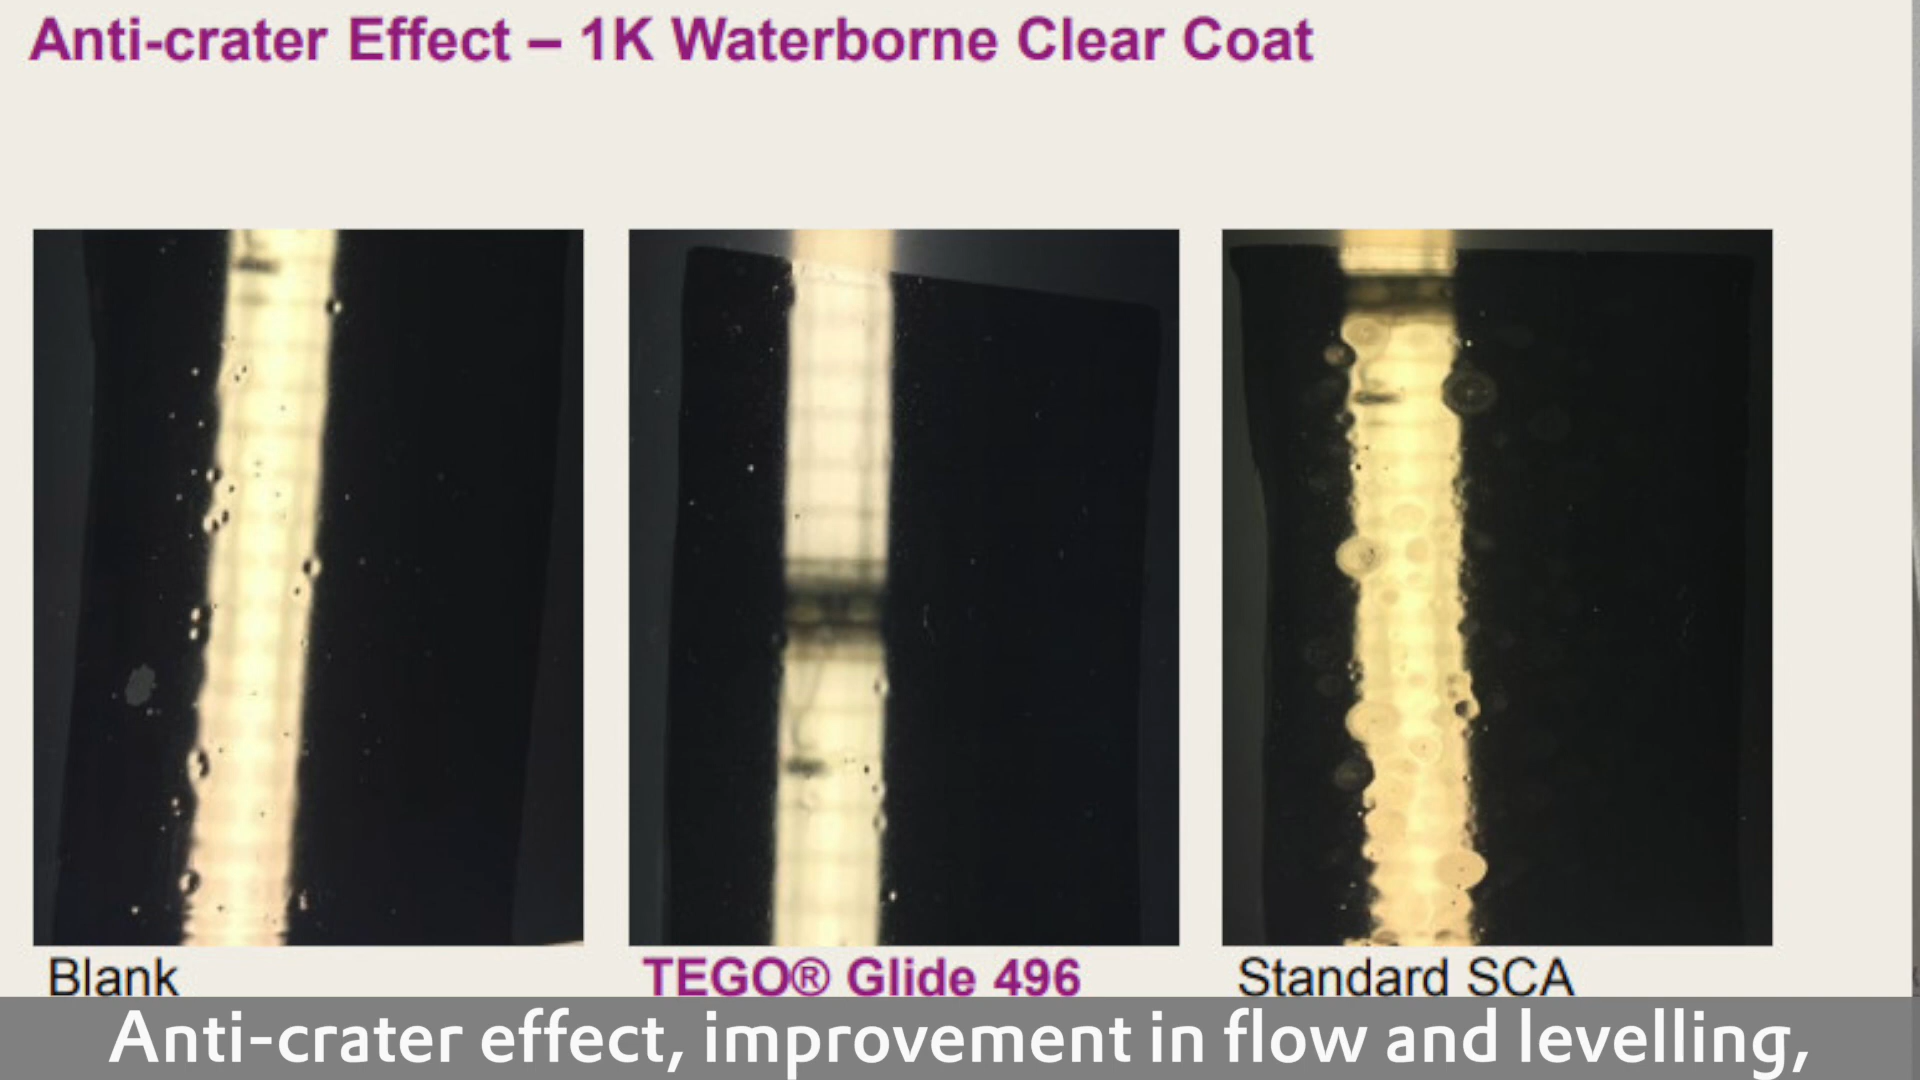 Anti-crater Effect – 1K Waterborne Clear Coat
Blank
TEGO® Glide 496
Standard SCA
Anti-crater effect, improvement in flow and levelling,